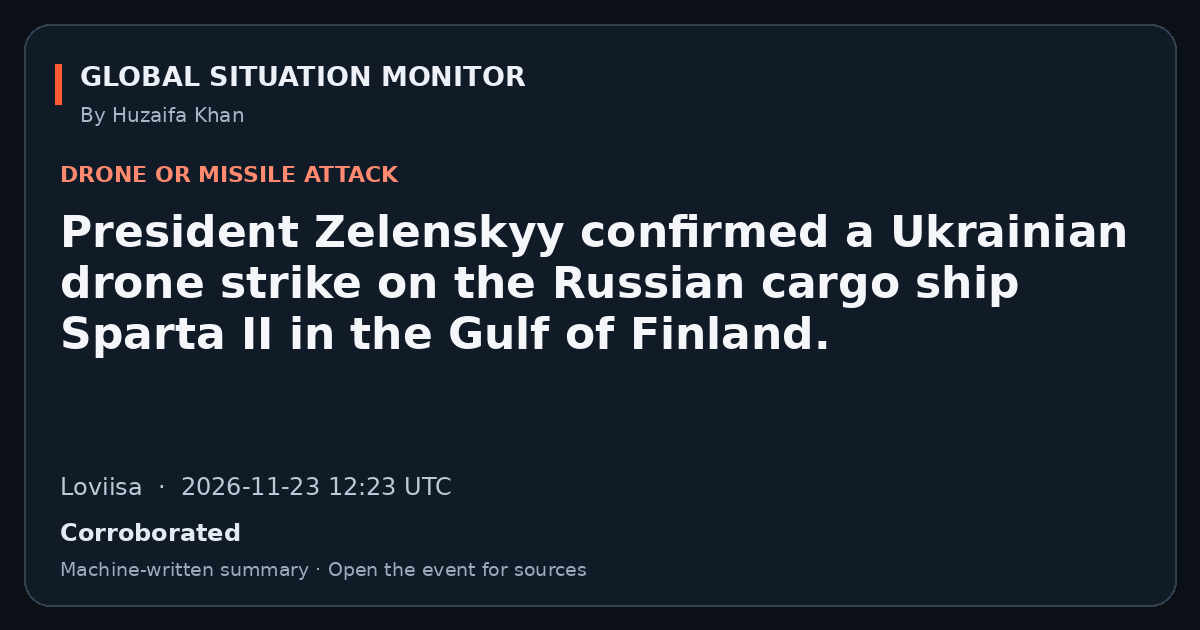 GLOBAL SITUATION MONITOR
By Huzaifa Khan
DRONE OR MISSILE ATTACK
President Zelenskyy confirmed a Ukrainian
drone strike on the Russian cargo ship
Sparta II in the Gulf of Finland.
Loviisa · 2026-11-23 12:23 UTC
Corroborated
Machine-written summary · Open the event for sources